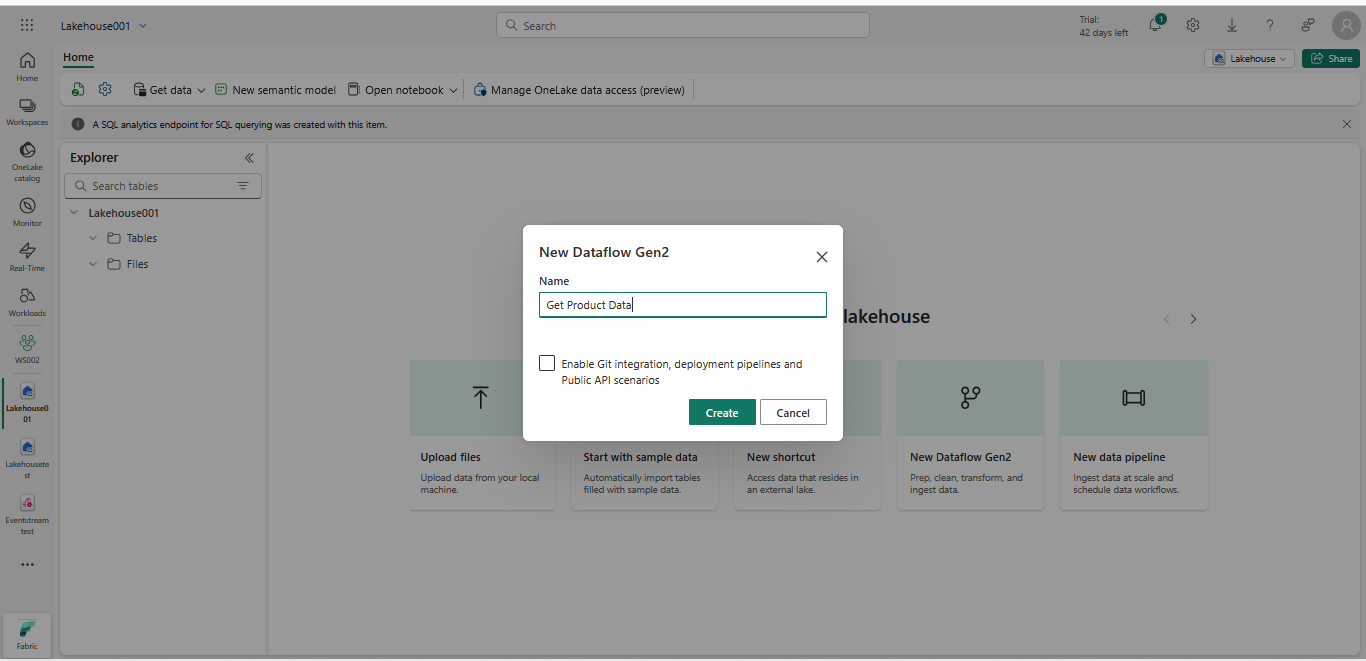 Lakehouse001
Search
Trial:
42 days left
1
Home
Home
Lakehouse
Share
Get data
New semantic model
Open notebook
Manage OneLake data access (preview)
Workspaces
A SQL analytics endpoint for SQL querying was created with this item.
OneLake
catalog
Explorer
Search tables
Monitor
Lakehouse001
Tables
Files
Real-Time
Workloads
WS002
Lakehouse0
01
Lakehousete
st
Eventstream
test
Fabric
New Dataflow Gen2
Name
Get Product Data
Enable Git integration, deployment pipelines and
Public API scenarios
Create
Cancel
lakehouse
Upload files
Upload data from your local
machine.
Start with sample data
Automatically import tables
filled with sample data.
New shortcut
Access data that resides in
an external lake.
New Dataflow Gen2
Prep, clean, transform, and
ingest data.
New data pipeline
Ingest data at scale and
schedule data workflows.